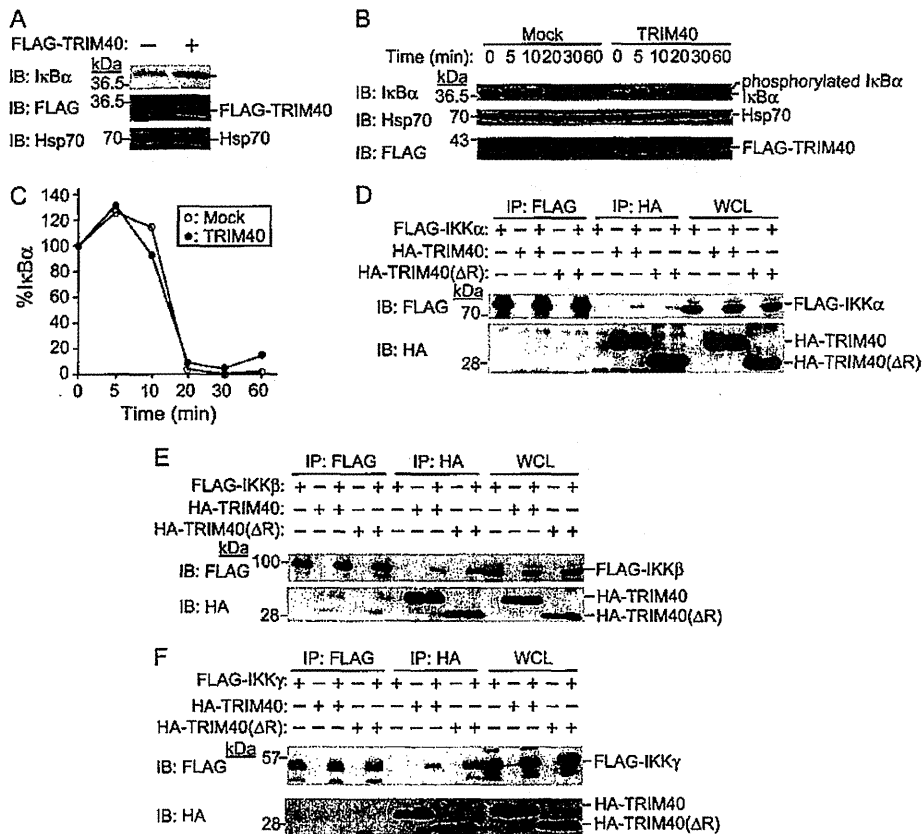 A
FLAG-TRIM40: − +
kDa
IB: IκBα
36.5
IB: FLAG
36.5
FLAG-TRIM40
IB: Hsp70
70
Hsp70
B
Mock TRIM40
Time (min): 0 5 10 20 30 60 0 5 10 20 30 60
kDa
IB: IκBα
36.5
phosphorylated IκBα
IκBα
IB: Hsp70
70
Hsp70
IB: FLAG
43
FLAG-TRIM40
C
%IκBα
140
120
100
80
60
40
20
0
Mock
TRIM40
0 5 10 20 30 60
Time (min)
D
IP: FLAG IP: HA WCL
FLAG-IKKα: + − + − + + − + − + + − + − +
HA-TRIM40: − + + − − − + + − − − + + − −
HA-TRIM40(ΔR): − − − + + − − − + + − − − + +
kDa
IB: FLAG
70
FLAG-IKKα
IB: HA
28
HA-TRIM40
HA-TRIM40(ΔR)
E
IP: FLAG IP: HA WCL
FLAG-IKKβ: + − + − + + − + − + + − + − +
HA-TRIM40: − + + − − − + + − − − + + − −
HA-TRIM40(ΔR): − − − + + − − − + + − − − + +
kDa
IB: FLAG
100
FLAG-IKKβ
IB: HA
28
HA-TRIM40
HA-TRIM40(ΔR)
F
IP: FLAG IP: HA WCL
FLAG-IKKγ: + − + − + + − + − + + − + − +
HA-TRIM40: − + + − − − + + − − − + + − −
HA-TRIM40(ΔR): − − − + + − − − + + − − − + +
kDa
IB: FLAG
57
FLAG-IKKγ
IB: HA
28
HA-TRIM40
HA-TRIM40(ΔR)